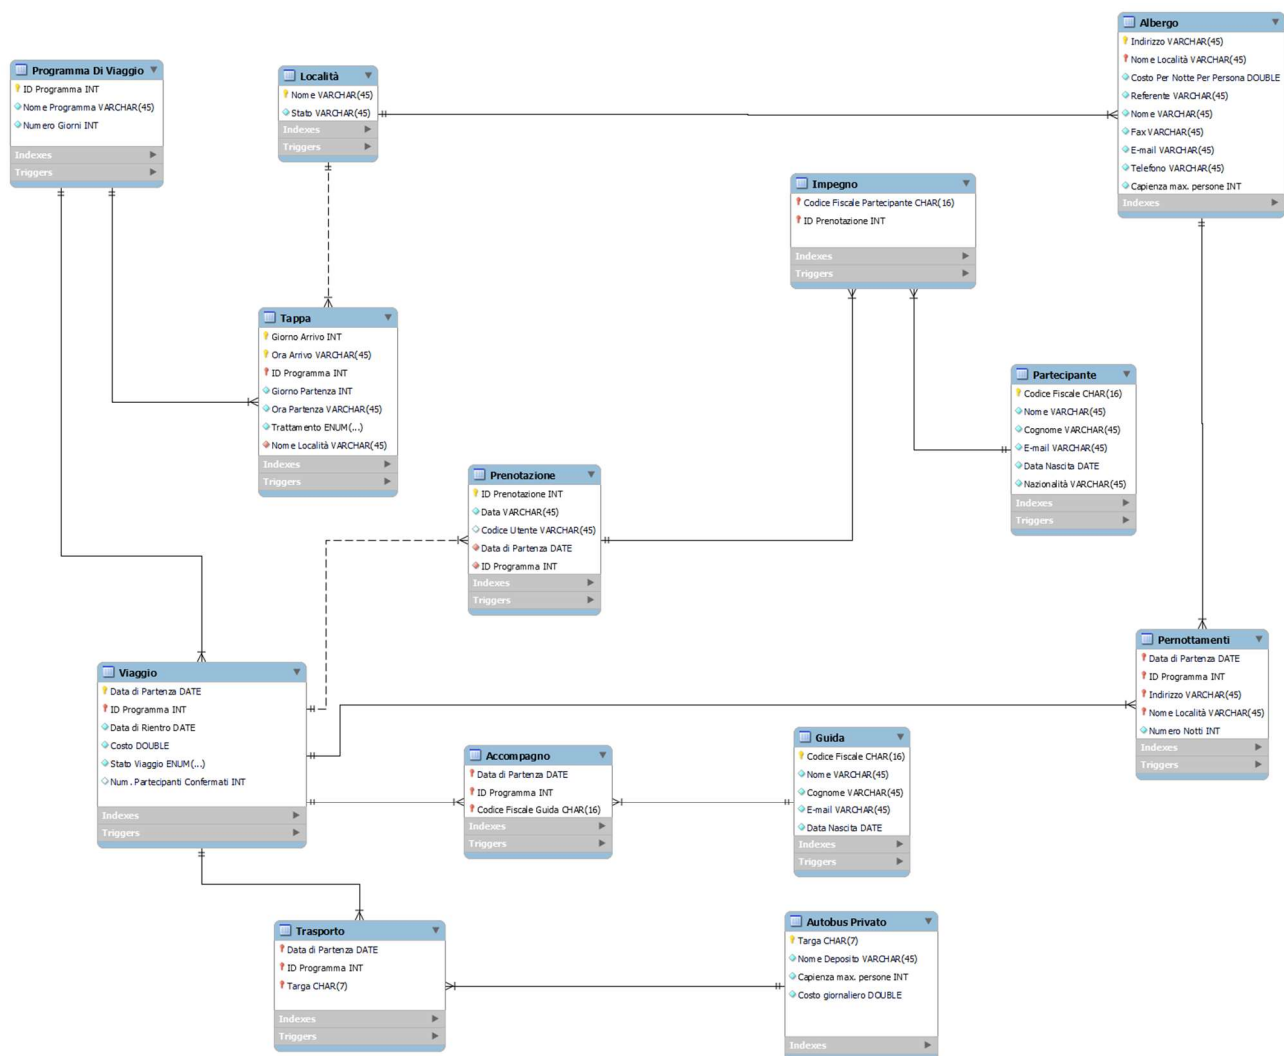 Programma Di Viaggio
ID Programma INT
Nome Programma VARCHAR(45)
Numero Giorni INT
Indexes
Triggers
Località
Nome VARCHAR(45)
Stato VARCHAR(45)
Indexes
Triggers
Albergo
Indirizzo VARCHAR(45)
Nome Località VARCHAR(45)
Costo Per Notte Per Persona DOUBLE
Referente VARCHAR(45)
Nome VARCHAR(45)
Fax VARCHAR(45)
E-mail VARCHAR(45)
Telefono VARCHAR(45)
Capienza max. persone INT
Indexes
Impegno
Codice Fiscale Partecipante CHAR(16)
ID Prenotazione INT
Indexes
Triggers
Tappa
Giorno Arrivo INT
Ora Arrivo VARCHAR(45)
ID Programma INT
Giorno Partenza INT
Ora Partenza VARCHAR(45)
Trattamento ENUM(...)
Nome Località VARCHAR(45)
Indexes
Triggers
Partecipante
Codice Fiscale CHAR(16)
Nome VARCHAR(45)
Cognome VARCHAR(45)
E-mail VARCHAR(45)
Data Nascita DATE
Nazionalità VARCHAR(45)
Indexes
Triggers
Prenotazione
ID Prenotazione INT
Data VARCHAR(45)
Codice Utente VARCHAR(45)
Data di Partenza DATE
ID Programma INT
Indexes
Triggers
Viaggio
Data di Partenza DATE
ID Programma INT
Data di Rientro DATE
Costo DOUBLE
Stato Viaggio ENUM(...)
Num. Partecipanti Confermati INT
Indexes
Triggers
Pernottamenti
Data di Partenza DATE
ID Programma INT
Indirizzo VARCHAR(45)
Nome Località VARCHAR(45)
Numero Notti INT
Indexes
Triggers
Accompagno
Data di Partenza DATE
ID Programma INT
Codice Fiscale Guida CHAR(16)
Indexes
Triggers
Guida
Codice Fiscale CHAR(16)
Nome VARCHAR(45)
Cognome VARCHAR(45)
E-mail VARCHAR(45)
Data Nascita DATE
Indexes
Triggers
Trasporto
Data di Partenza DATE
ID Programma INT
Targa CHAR(7)
Indexes
Triggers
Autobus Privato
Targa CHAR(7)
Nome Deposito VARCHAR(45)
Capienza max. persone INT
Costo giornaliero DOUBLE
Indexes